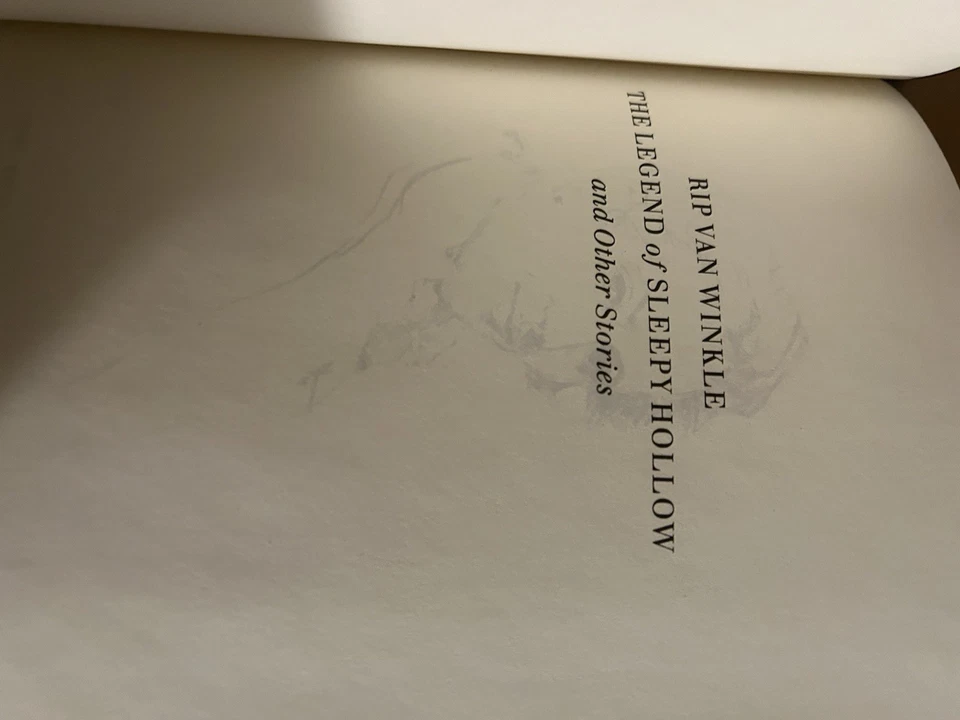 RIP VAN WINKLE
THE LEGEND of SLEEPY HOLLOW
and Other Stories